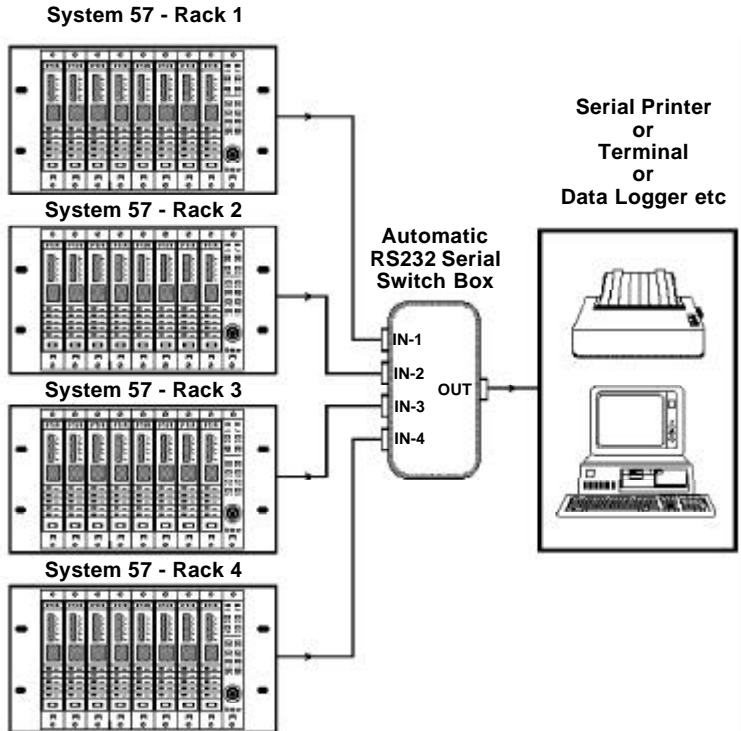 System 57 - Rack 1
System 57 - Rack 2
System 57 - Rack 3
System 57 - Rack 4
Automatic
RS232 Serial
Switch Box
IN-1
IN-2
IN-3
IN-4
OUT
Serial Printer
or
Terminal
or
Data Logger etc